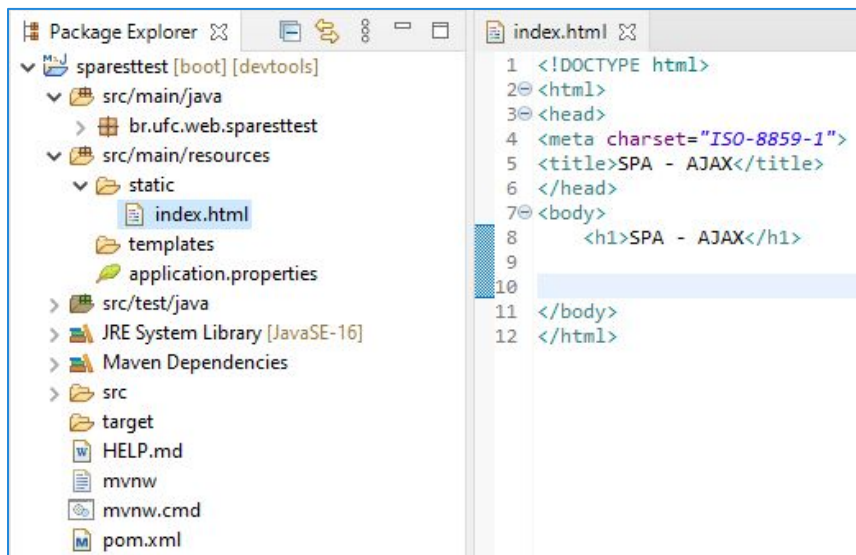 Package Explorer
sparesttest [boot] [devtools]
src/main/java
br.ufc.web.sparesttest
src/main/resources
static
index.html
templates
application.properties
src/test/java
JRE System Library [JavaSE-16]
Maven Dependencies
src
target
HELP.md
mvnw
mvnw.cmd
pom.xml
index.html
1 <!DOCTYPE html>
2 <html>
3 <head>
4 <meta charset="ISO-8859-1">
5 <title>SPA - AJAX</title>
6 </head>
7 <body>
8 <h1>SPA - AJAX</h1>
9
10
11 </body>
12 </html>